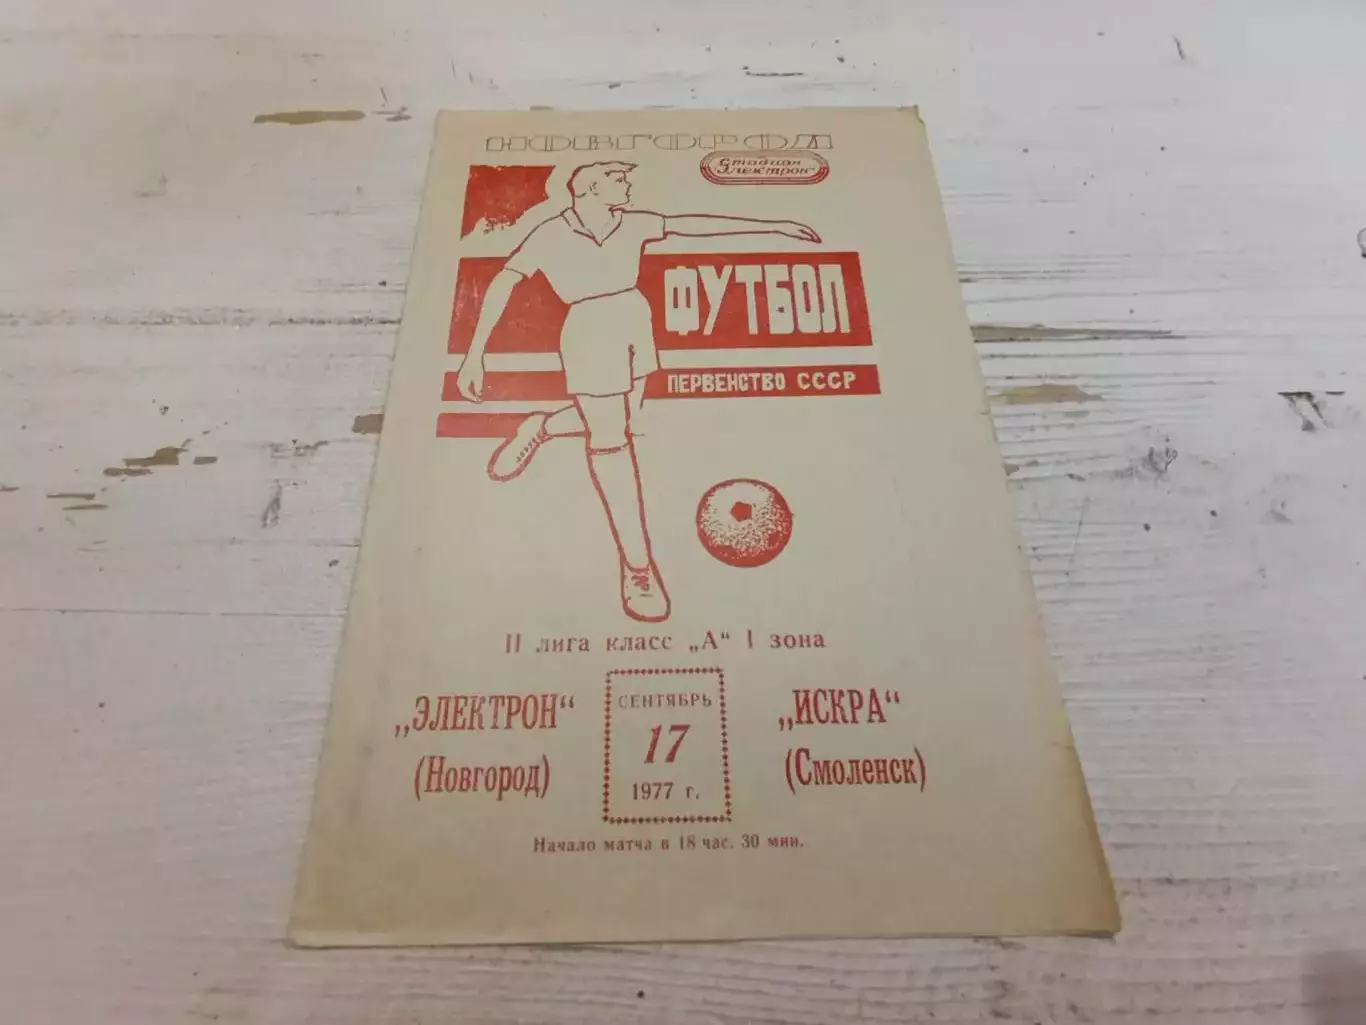 НОВГОРОД
Стадион
"Электрон"
ФУТБОЛ
ПЕРВЕНСТВО СССР
II лига класс „А“ I зона
„ЭЛЕКТРОН“
(Новгород)
СЕНТЯБРЬ
17
1977 г.
„ИСКРА“
(Смоленск)
Начало матча в 18 час. 30 мин.